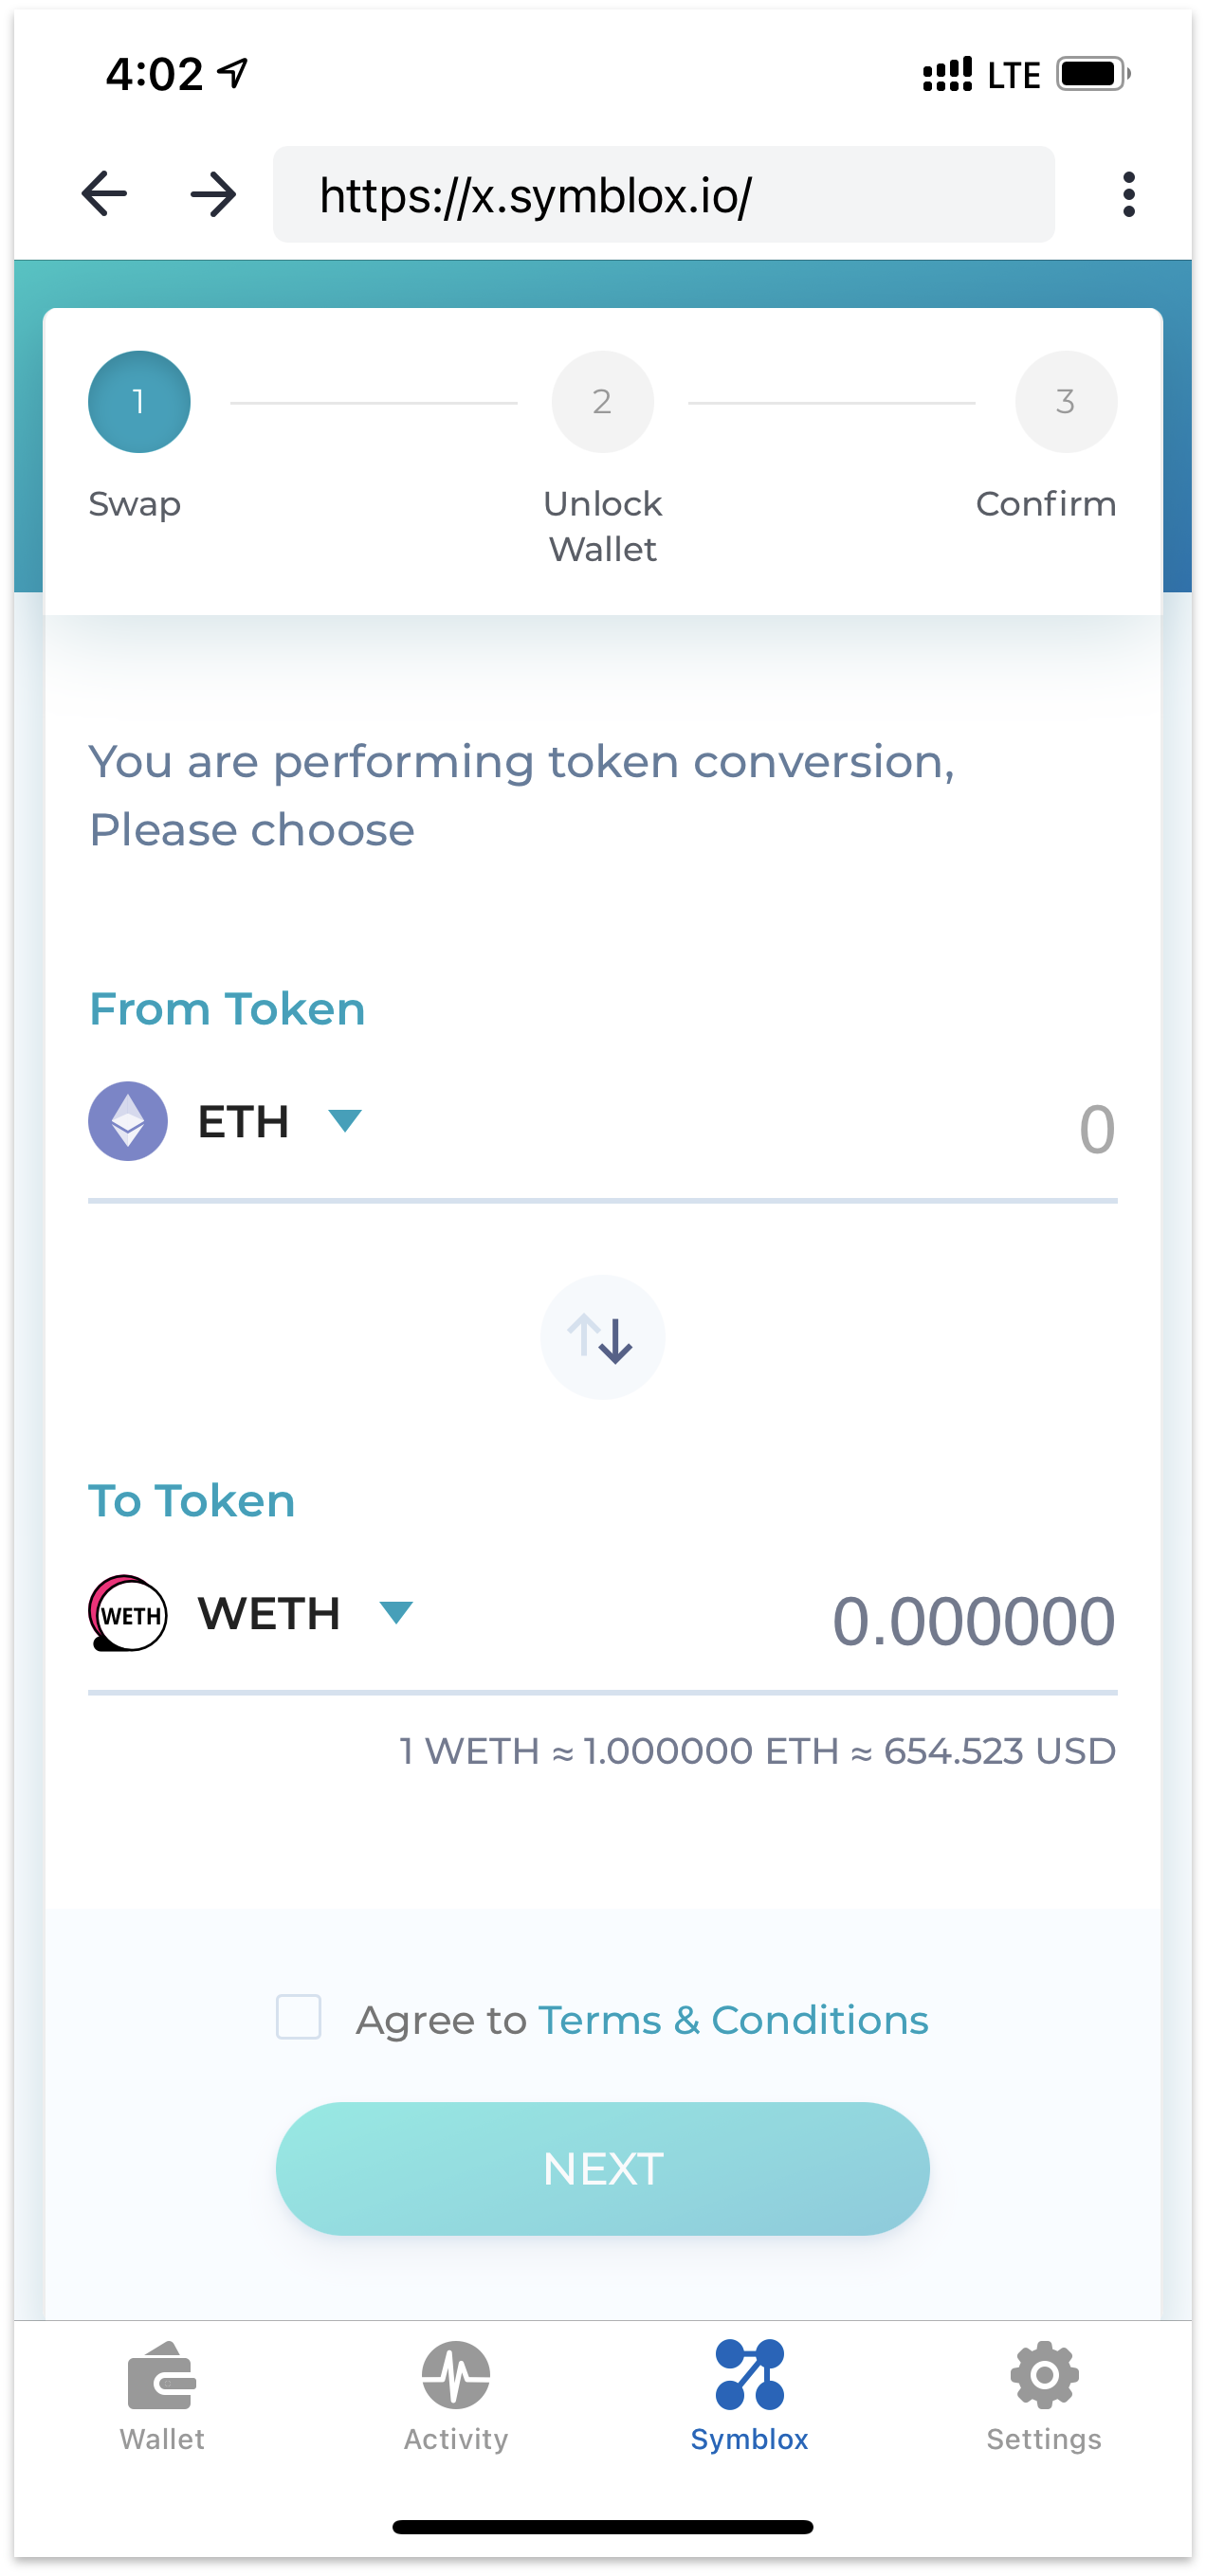 4:02 LTE
https://x.symblox.io/
1 2 3
Swap Unlock Confirm
Wallet
You are performing token conversion,
Please choose
From Token
ETH 0
To Token
WETH WETH 0.000000
1 WETH ≈ 1.000000 ETH ≈ 654.523 USD
Agree to Terms & Conditions
NEXT
Wallet Activity Symblox Settings